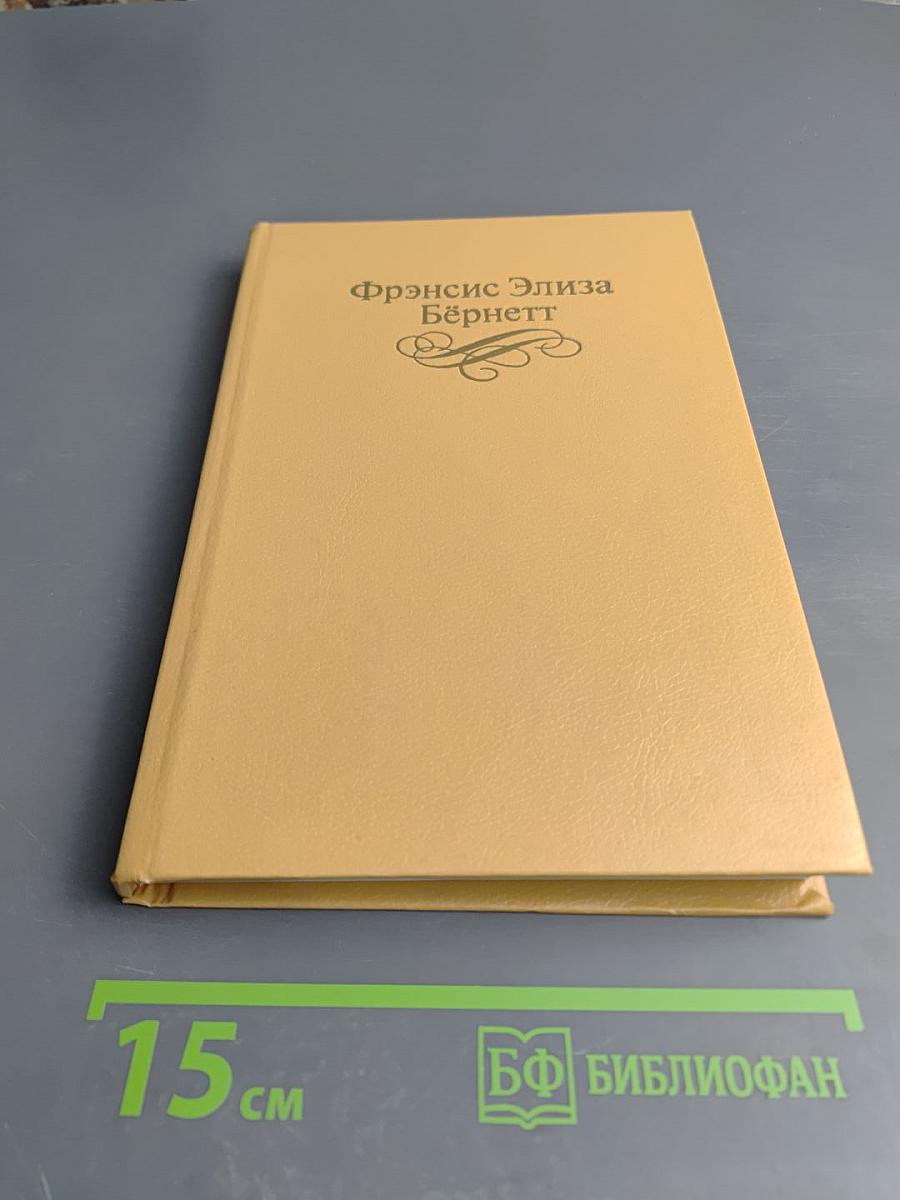 Фрэнсис Элиза
Бёрнетт
15 см
БФ БИБЛИОФАН